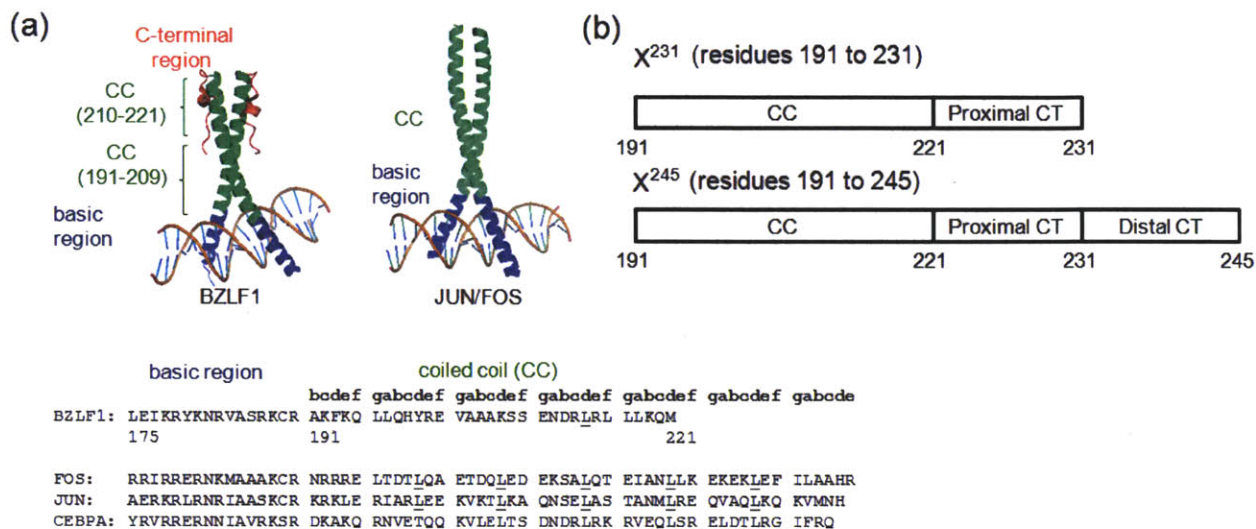 (a)
C-terminal
region
CC
(210-221)
CC
(191-209)
basic
region
BZLF1
CC
basic
region
JUN/FOS
(b)
X²³¹ (residues 191 to 231)
CC Proximal CT
191 221 231
X²⁴⁵ (residues 191 to 245)
CC Proximal CT Distal CT
191 221 231 245
basic region coiled coil (CC)
bcdef gabcdef gabcdef gabcdef gabcdef gabcdef gabcde
BZLF1: LEIKRYKNRVASRKCR AKFKQ LLQHYRE VAAAKSS ENDRLRL LLKQM
175 191 221
FOS: RRIRRERNKMAAAKCR NRRRE LTDTLQA ETDQLED EKSALQT EIANLLK EKEKLEF ILAAHR
JUN: AERKRLRNRIAASKCR KRKLE RIARLEE KVKTLKA QNSELAS TANMLRE QVAQLKQ KVMNH
CEBPA: YRVRRERNNIAVRKSR DKAKQ RNVETQQ KVLELTS DNDRLRK RVEQLSR ELDTLRG IFRQ